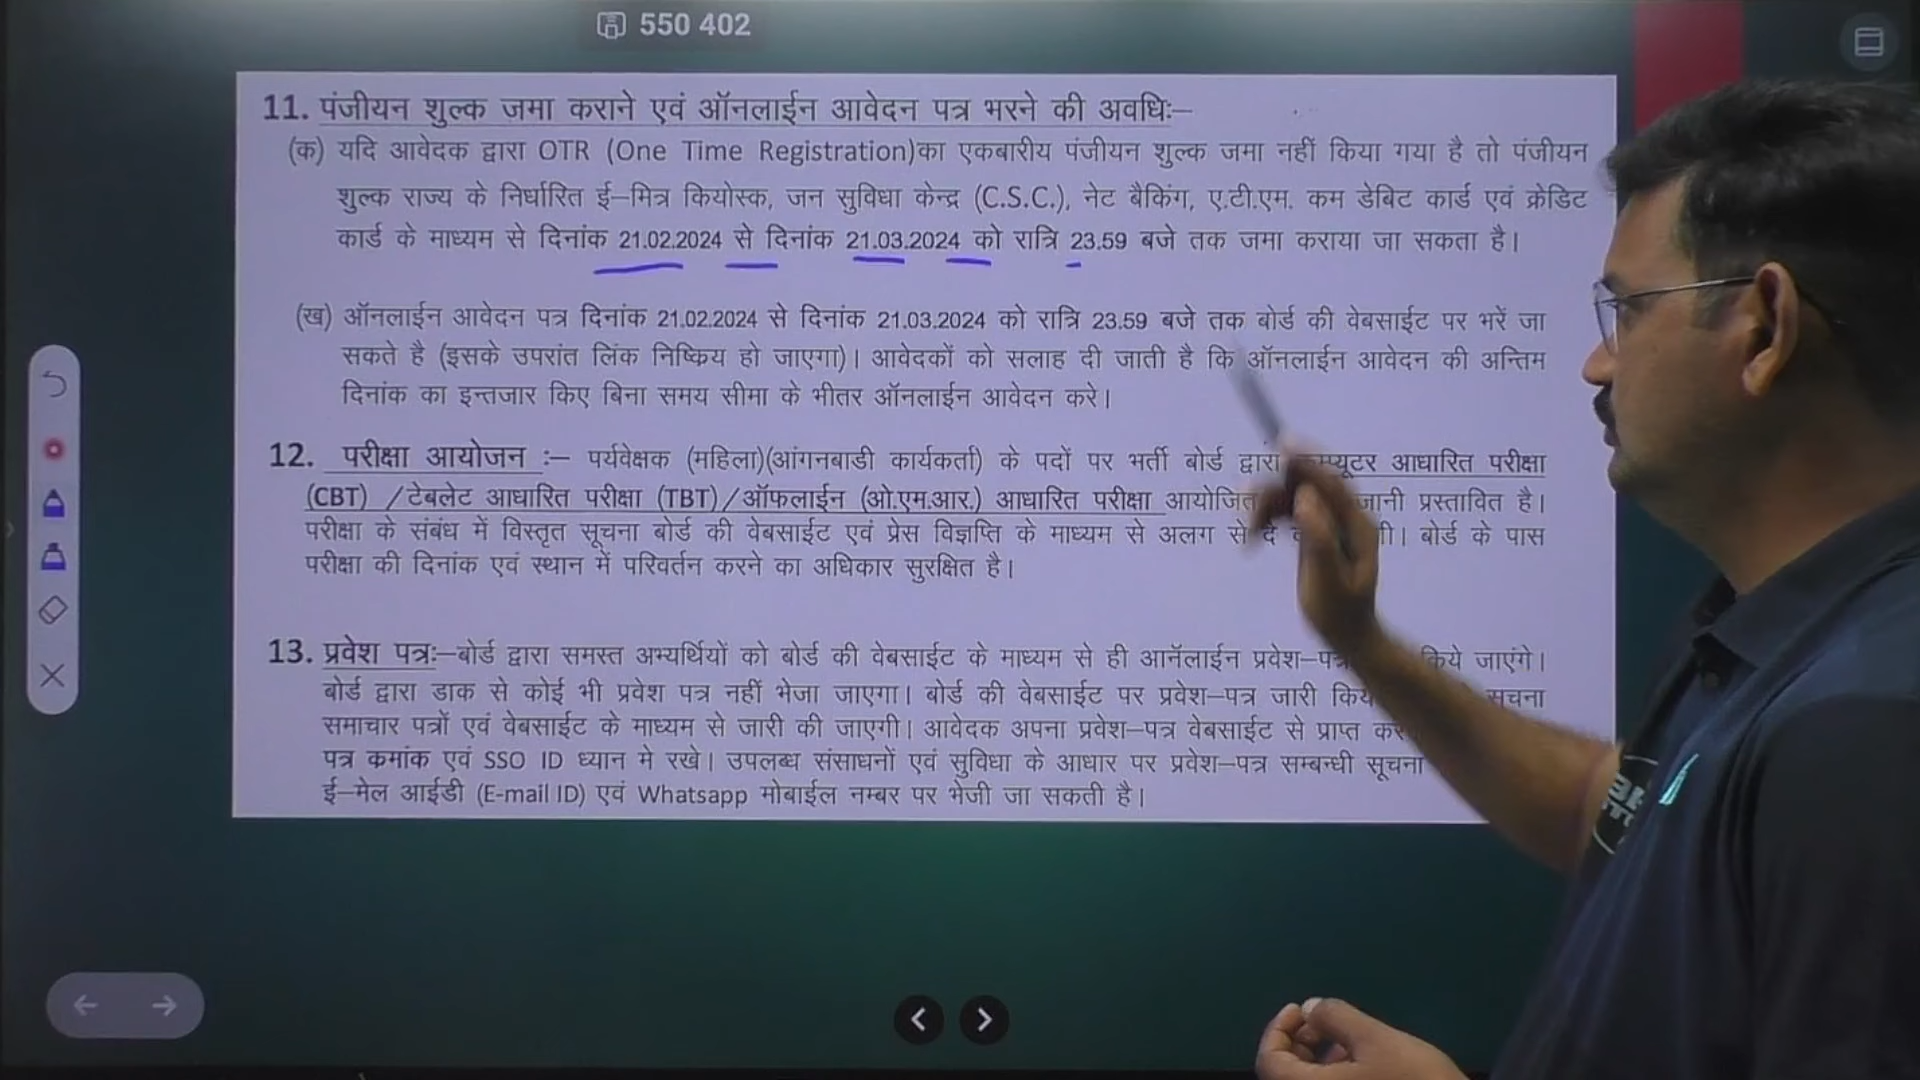 550 402
11. पंजीयन शुल्क जमा कराने एवं ऑनलाईन आवेदन पत्र भरने की अवधिः–
(क) यदि आवेदक द्वारा OTR (One Time Registration)का एकबारीय पंजीयन शुल्क जमा नहीं किया गया है तो पंजीयन
शुल्क राज्य के निर्धारित ई–मित्र कियोस्क, जन सुविधा केन्द्र (C.S.C.), नेट बैकिंग, ए.टी.एम. कम डेबिट कार्ड एवं क्रेडिट
कार्ड के माध्यम से दिनांक 21.02.2024 से दिनांक 21.03.2024 को रात्रि 23.59 बजे तक जमा कराया जा सकता है।
(ख) ऑनलाईन आवेदन पत्र दिनांक 21.02.2024 से दिनांक 21.03.2024 को रात्रि 23.59 बजे तक बोर्ड की वेबसाईट पर भरें जा
सकते है (इसके उपरांत लिंक निष्क्रिय हो जाएगा)। आवेदकों को सलाह दी जाती है कि ऑनलाईन आवेदन की अन्तिम
दिनांक का इन्तजार किए बिना समय सीमा के भीतर ऑनलाईन आवेदन करे।
12. परीक्षा आयोजन :– पर्यवेक्षक (महिला)(आंगनबाडी कार्यकर्ता) के पदों पर भर्ती बोर्ड द्वारा आधारित परीक्षा
(CBT) /टेबलेट आधारित परीक्षा (TBT)/ऑफलाईन (ओ.एम.आर.) आधारित परीक्षा आयोजित जानी प्रस्तावित है।
परीक्षा के संबंध में विस्तृत सूचना बोर्ड की वेबसाईट एवं प्रेस विज्ञप्ति के माध्यम से अलग से दे बोर्ड के पास
परीक्षा की दिनांक एवं स्थान में परिवर्तन करने का अधिकार सुरक्षित है।
13. प्रवेश पत्रः–बोर्ड द्वारा समस्त अभ्यर्थियों को बोर्ड की वेबसाईट के माध्यम से ही आनॅलाईन किये जाएंगे।
बोर्ड द्वारा डाक से कोई भी प्रवेश पत्र नहीं भेजा जाएगा। बोर्ड की वेबसाईट पर प्रवेश–पत्र जारी सूचना
समाचार पत्रों एवं वेबसाईट के माध्यम से जारी की जाएगी। आवेदक अपना प्रवेश–पत्र वेबसाईट से प्राप्त
पत्र कमांक एवं SSO ID ध्यान मे रखे। उपलब्ध संसाधनों एवं सुविधा के आधार पर प्रवेश–पत्र सम्बन्धी सूचना
ई–मेल आईडी (E-mail ID) एवं Whatsapp मोबाईल नम्बर पर भेजी जा सकती है।